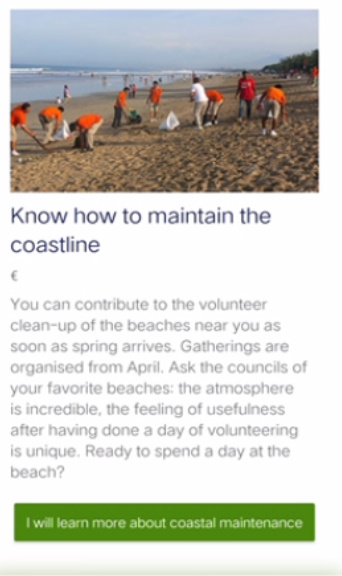 Know how to maintain the
coastline
€
You can contribute to the volunteer
clean-up of the beaches near you as
soon as spring arrives. Gatherings are
organised from April. Ask the councils of
your favorite beaches: the atmosphere
is incredible, the feeling of usefulness
after having done a day of volunteering
is unique. Ready to spend a day at the
beach?
I will learn more about coastal maintenance